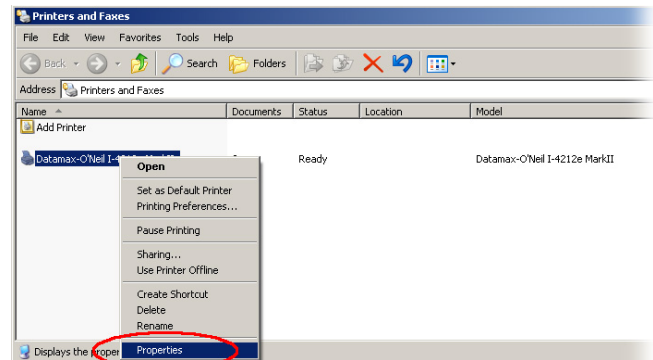 Printers and Faxes
File Edit View Favorites Tools Help
Back Search Folders
Address Printers and Faxes
Name Documents Status Location Model
Add Printer
Datamax-O'Neil I-4 Ready Datamax-O'Neil I-4212e MarkII
Open
Set as Default Printer
Printing Preferences...
Pause Printing
Sharing...
Use Printer Offline
Create Shortcut
Delete
Rename
Displays the proper Properties